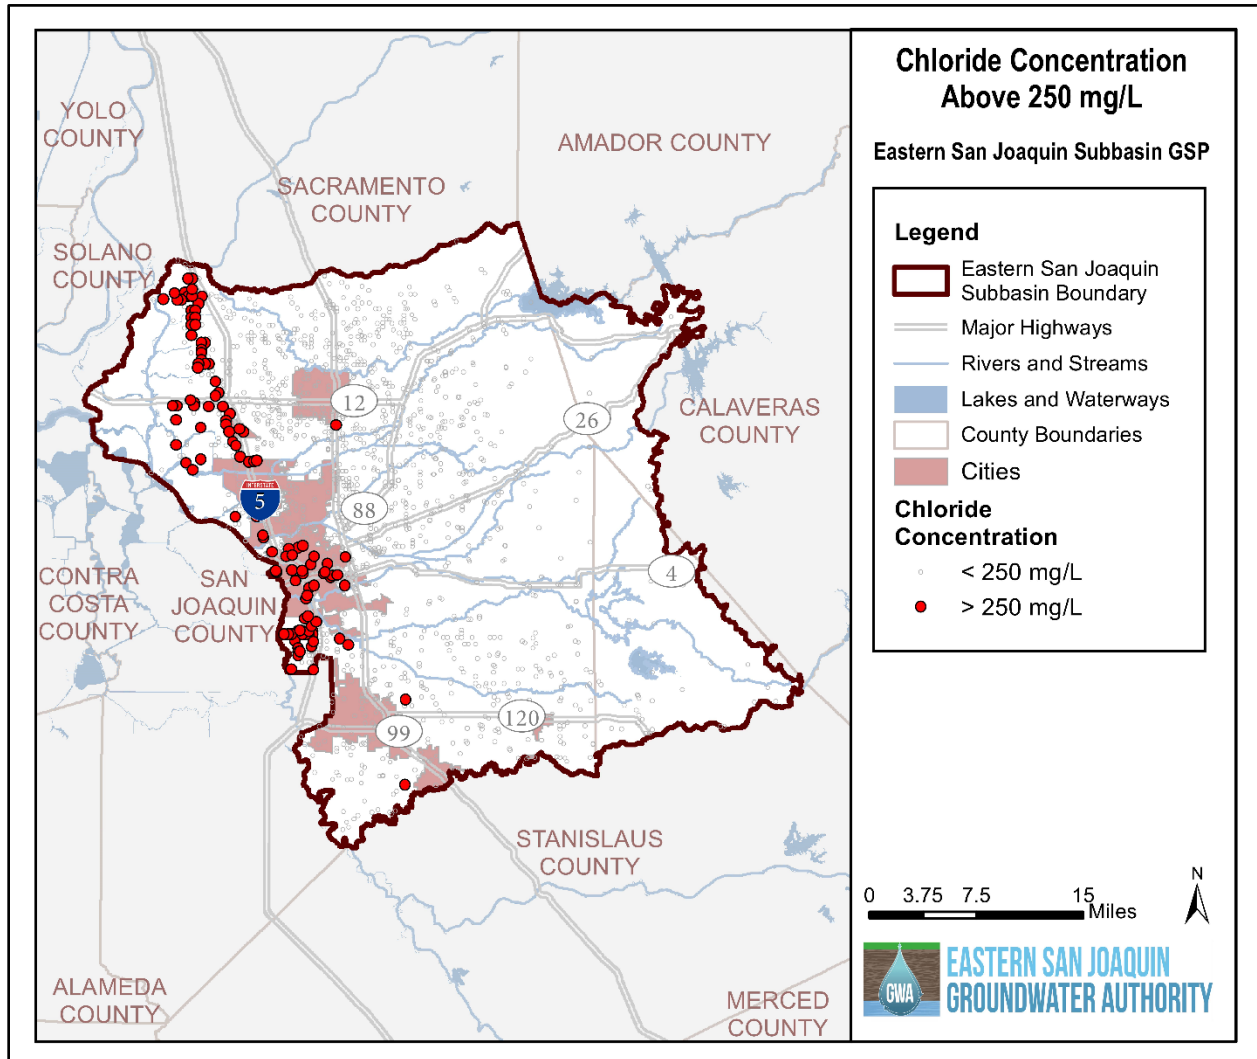 YOLO
COUNTY
AMADOR COUNTY
SACRAMENTO
COUNTY
SOLANO
COUNTY
12
26
CALAVERAS
COUNTY
INTERSTATE
5
88
CONTRA
COSTA
COUNTY
SAN
JOAQUIN
COUNTY
4
120
99
STANISLAUS
COUNTY
ALAMEDA
COUNTY
MERCED
COUNTY
Chloride Concentration
Above 250 mg/L
Eastern San Joaquin Subbasin GSP
Legend
Eastern San Joaquin
Subbasin Boundary
Major Highways
Rivers and Streams
Lakes and Waterways
County Boundaries
Cities
Chloride
Concentration
< 250 mg/L
> 250 mg/L
N
0 3.75 7.5 15
Miles
GWA
EASTERN SAN JOAQUIN
GROUNDWATER AUTHORITY